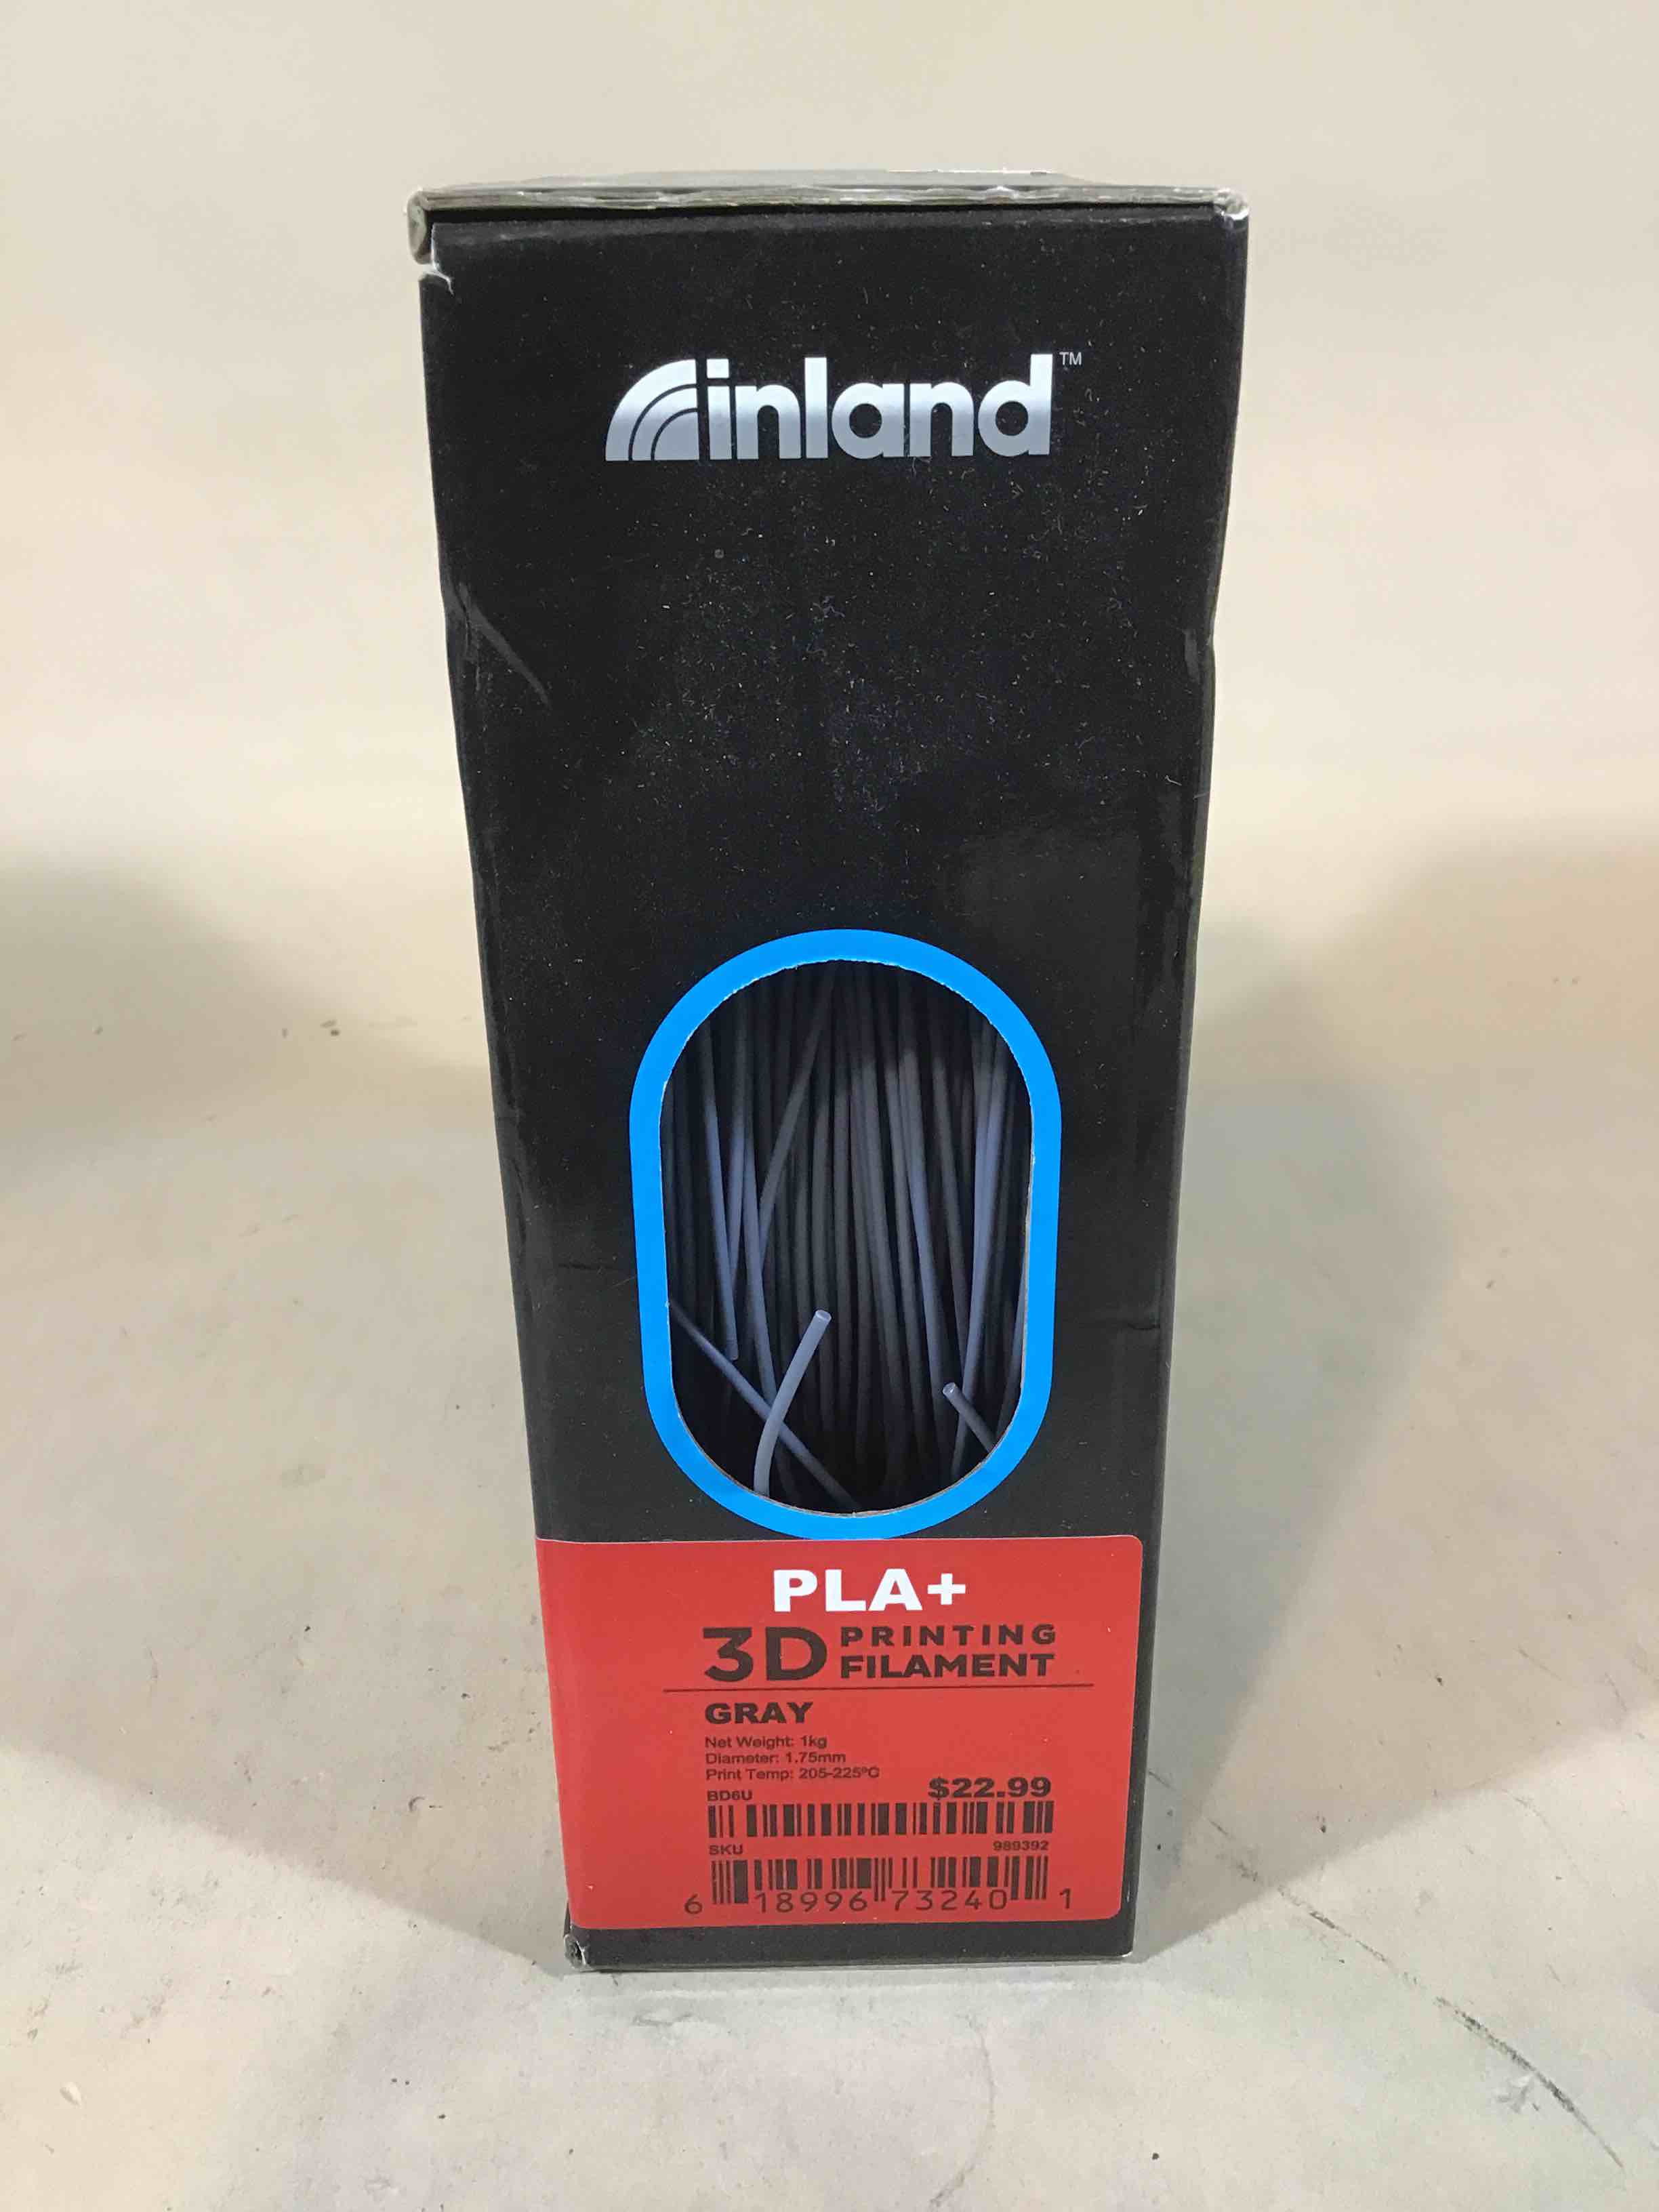 inland™
PLA+
3D PRINTING
FILAMENT
GRAY
Net Weight: 1kg
Diameter: 1.75mm
Print Temp: 205-225ºC
BD6U $22.99
SKU 989392
6 18996 73240 1